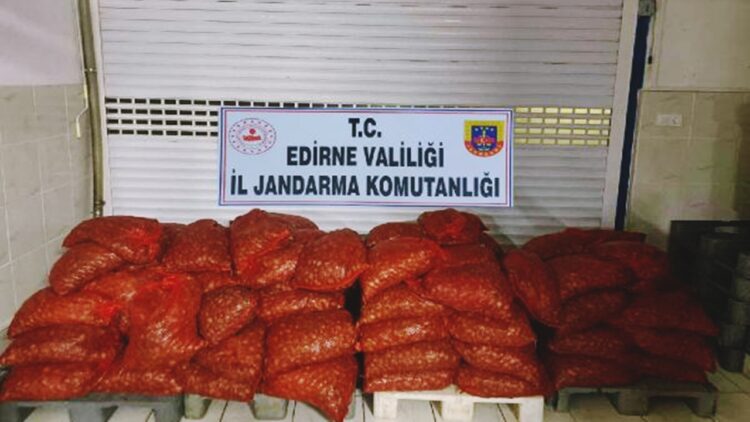 T.C.
EDİRNE VALİLİĞİ
İL JANDARMA KOMUTANLIĞI